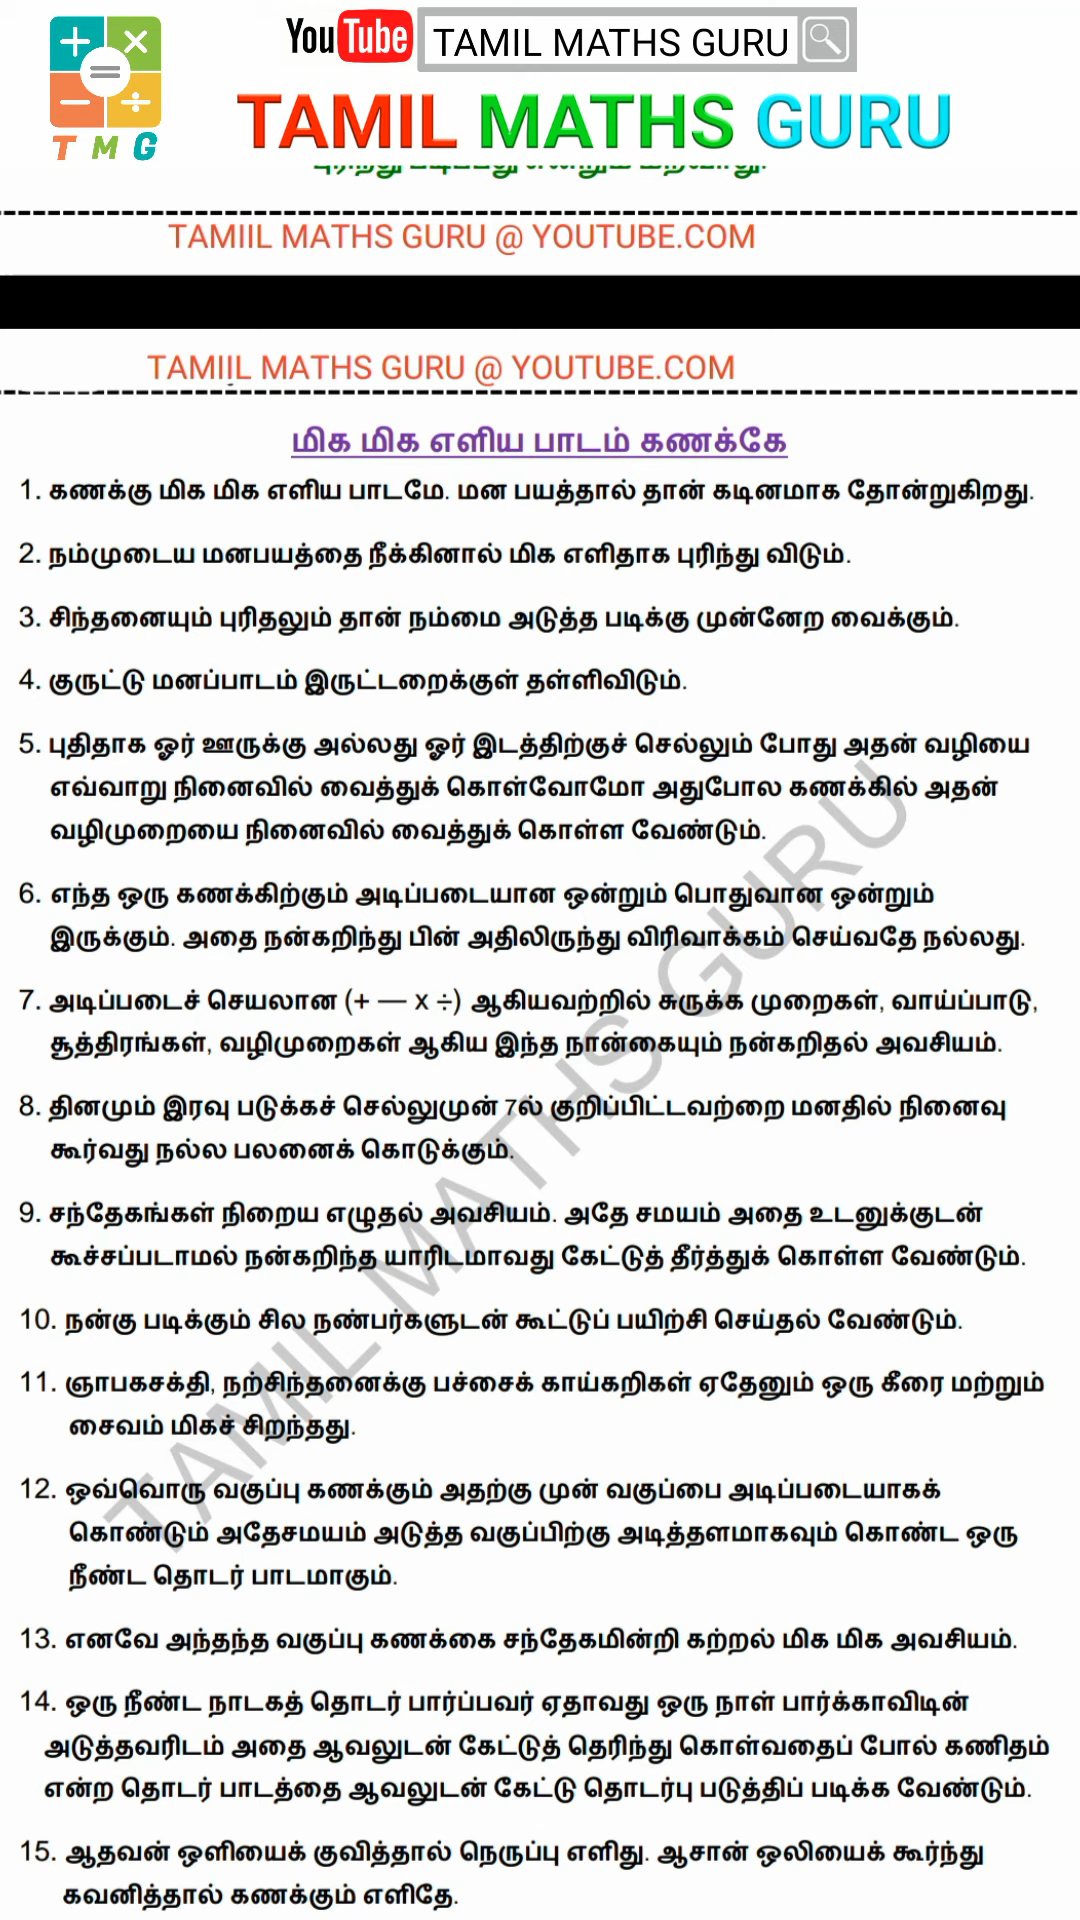 YouTube TAMIL MATHS GURU
TAMIL MATHS GURU
T M G
TAMIIL MATHS GURU @ YOUTUBE.COM
TAMIIL MATHS GURU @ YOUTUBE.COM
மிக மிக எளிய பாடம் கணக்கே
1. கணக்கு மிக மிக எளிய பாடமே. மன பயத்தால் தான் கடினமாக தோன்றுகிறது.
2. நம்முடைய மனபயத்தை நீக்கினால் மிக எளிதாக புரிந்து விடும்.
3. சிந்தனையும் புரிதலும் தான் நம்மை அடுத்த படிக்கு முன்னேற வைக்கும்.
4. குருட்டு மனப்பாடம் இருட்டறைக்குள் தள்ளிவிடும்.
5. புதிதாக ஓர் ஊருக்கு அல்லது ஓர் இடத்திற்குச் செல்லும் போது அதன் வழியை
எவ்வாறு நினைவில் வைத்துக் கொள்வோமோ அதுபோல கணக்கில் அதன்
வழிமுறையை நினைவில் வைத்துக் கொள்ள வேண்டும்.
6. எந்த ஒரு கணக்கிற்கும் அடிப்படையான ஒன்றும் பொதுவான ஒன்றும்
இருக்கும். அதை நன்கறிந்து பின் அதிலிருந்து விரிவாக்கம் செய்வதே நல்லது.
7. அடிப்படைச் செயலான (+ — x ÷) ஆகியவற்றில் சுருக்க முறைகள், வாய்ப்பாடு,
சூத்திரங்கள், வழிமுறைகள் ஆகிய இந்த நான்கையும் நன்கறிதல் அவசியம்.
8. தினமும் இரவு படுக்கச் செல்லுமுன் 7ல் குறிப்பிட்டவற்றை மனதில் நினைவு
கூர்வது நல்ல பலனைக் கொடுக்கும்.
9. சந்தேகங்கள் நிறைய எழுதல் அவசியம். அதே சமயம் அதை உடனுக்குடன்
கூச்சப்படாமல் நன்கறிந்த யாரிடமாவது கேட்டுத் தீர்த்துக் கொள்ள வேண்டும்.
10. நன்கு படிக்கும் சில நண்பர்களுடன் கூட்டுப் பயிற்சி செய்தல் வேண்டும்.
11. ஞாபகசக்தி, நற்சிந்தனைக்கு பச்சைக் காய்கறிகள் ஏதேனும் ஒரு கீரை மற்றும்
சைவம் மிகச் சிறந்தது.
12. ஒவ்வொரு வகுப்பு கணக்கும் அதற்கு முன் வகுப்பை அடிப்படையாகக்
கொண்டும் அதேசமயம் அடுத்த வகுப்பிற்கு அடித்தளமாகவும் கொண்ட ஒரு
நீண்ட தொடர் பாடமாகும்.
13. எனவே அந்தந்த வகுப்பு கணக்கை சந்தேகமின்றி கற்றல் மிக மிக அவசியம்.
14. ஒரு நீண்ட நாடகத் தொடர் பார்ப்பவர் ஏதாவது ஒரு நாள் பார்க்காவிடின்
அடுத்தவரிடம் அதை ஆவலுடன் கேட்டுத் தெரிந்து கொள்வதைப் போல் கணிதம்
என்ற தொடர் பாடத்தை ஆவலுடன் கேட்டு தொடர்பு படுத்திப் படிக்க வேண்டும்.
15. ஆதவன் ஒளியைக் குவித்தால் நெருப்பு எளிது. ஆசான் ஒலியைக் கூர்ந்து
கவனித்தால் கணக்கும் எளிதே.
TAMIL MATHS GURU